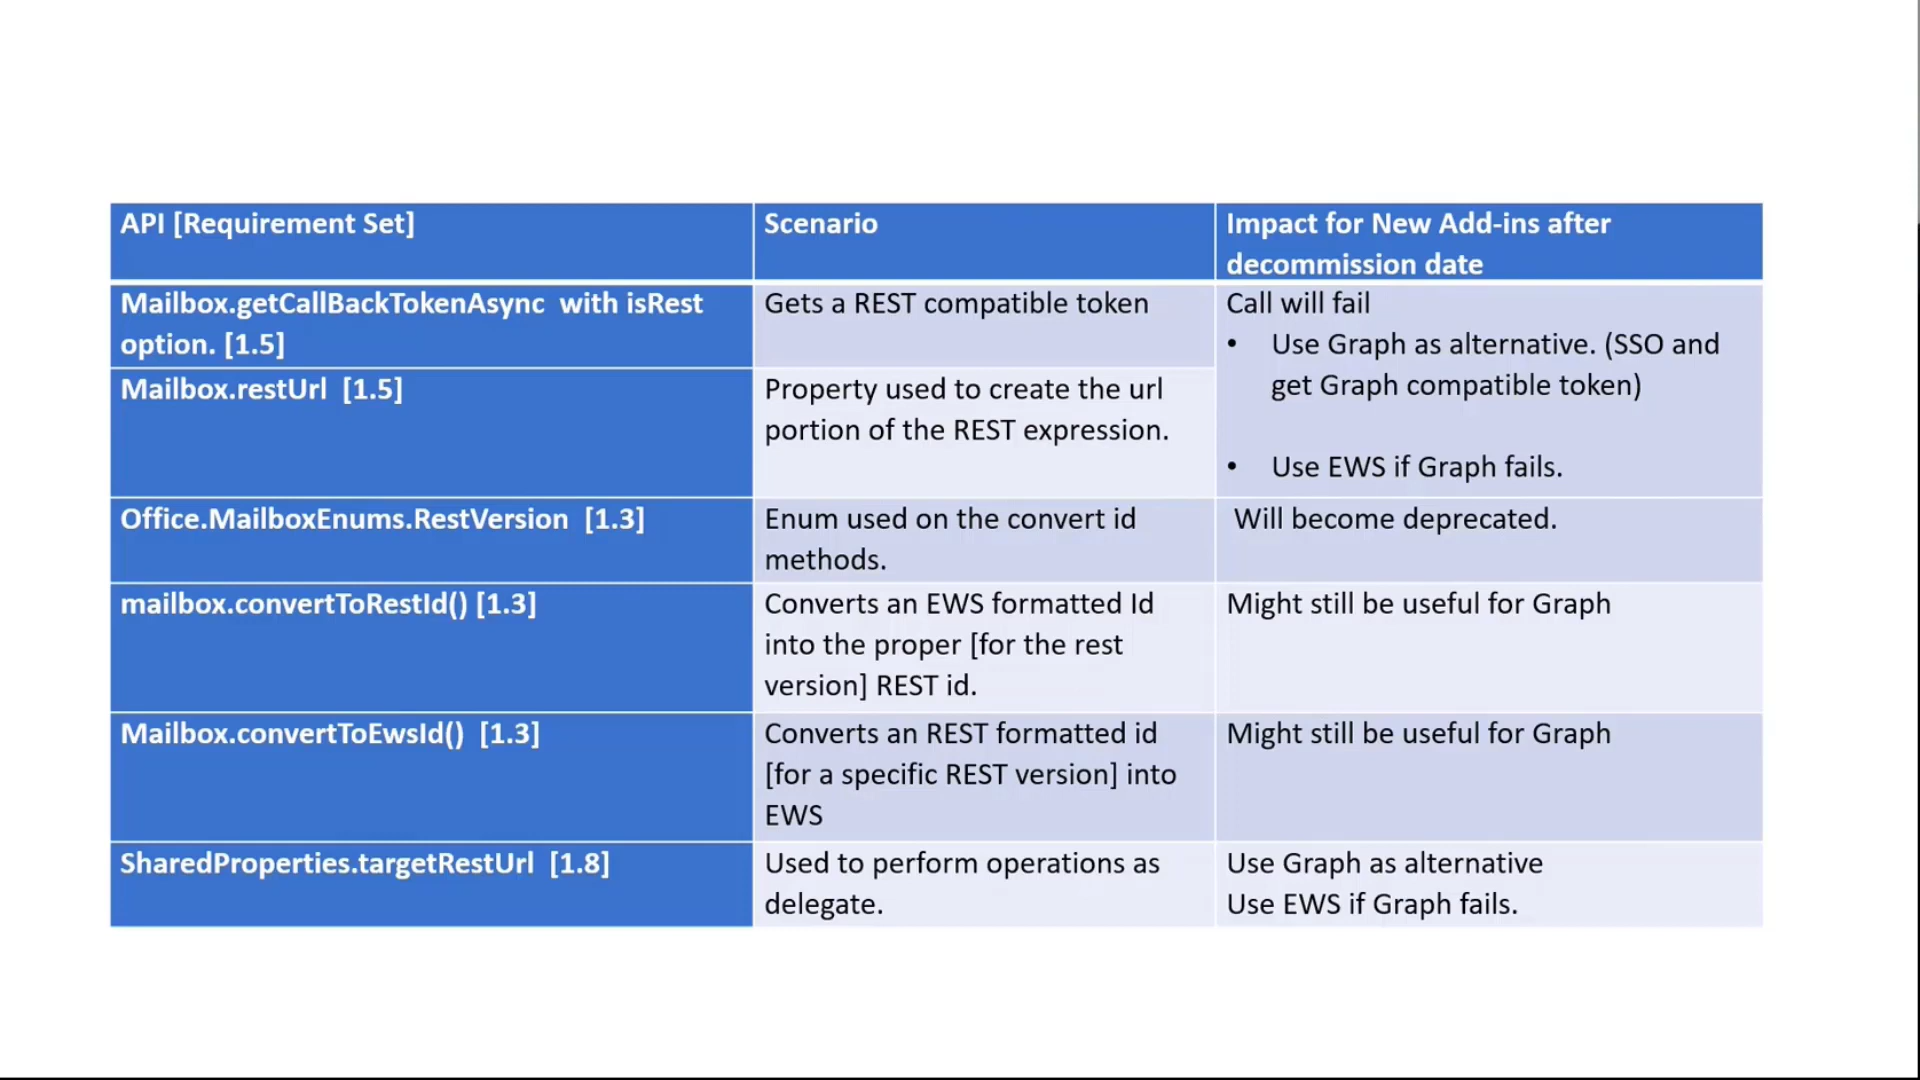 API [Requirement Set]
Scenario
Impact for New Add-ins after
decommission date
Mailbox.getCallBackTokenAsync with isRest
option. [1.5]
Gets a REST compatible token
Call will fail
• Use Graph as alternative. (SSO and
get Graph compatible token)
• Use EWS if Graph fails.
Mailbox.restUrl [1.5]
Property used to create the url
portion of the REST expression.
Office.MailboxEnums.RestVersion [1.3]
Enum used on the convert id
methods.
Will become deprecated.
mailbox.convertToRestId() [1.3]
Converts an EWS formatted Id
into the proper [for the rest
version] REST id.
Might still be useful for Graph
Mailbox.convertToEwsId() [1.3]
Converts an REST formatted id
[for a specific REST version] into
EWS
Might still be useful for Graph
SharedProperties.targetRestUrl [1.8]
Used to perform operations as
delegate.
Use Graph as alternative
Use EWS if Graph fails.